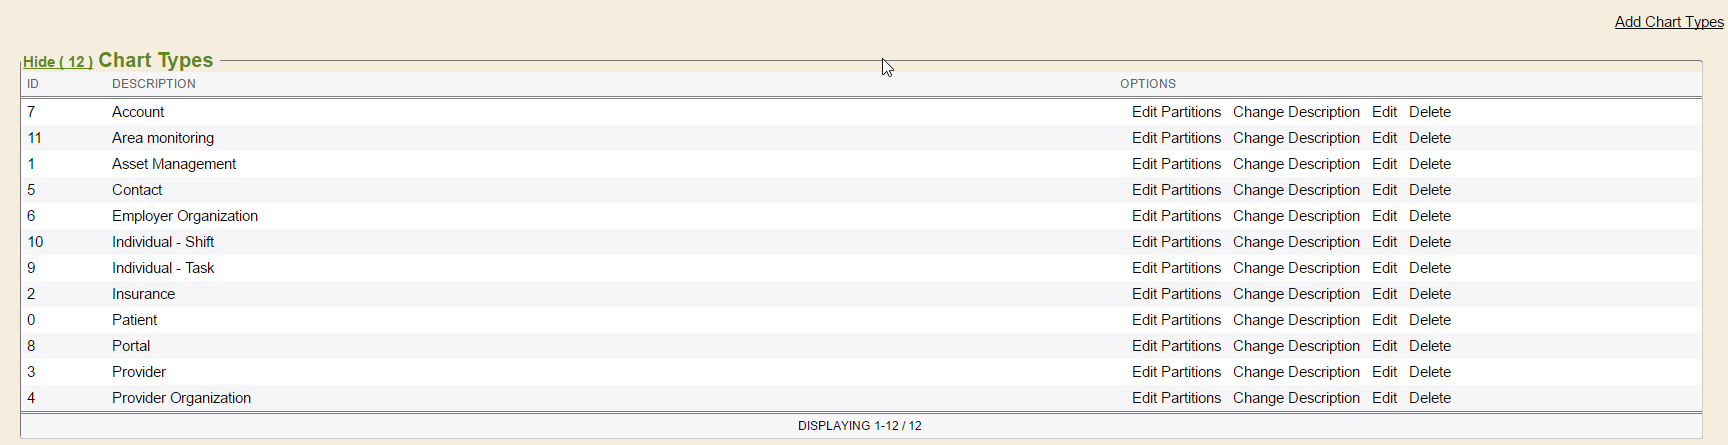 Add Chart Types
Hide ( 12 ) Chart Types
ID DESCRIPTION OPTIONS
7 Account Edit Partitions Change Description Edit Delete
11 Area monitoring Edit Partitions Change Description Edit Delete
1 Asset Management Edit Partitions Change Description Edit Delete
5 Contact Edit Partitions Change Description Edit Delete
6 Employer Organization Edit Partitions Change Description Edit Delete
10 Individual - Shift Edit Partitions Change Description Edit Delete
9 Individual - Task Edit Partitions Change Description Edit Delete
2 Insurance Edit Partitions Change Description Edit Delete
0 Patient Edit Partitions Change Description Edit Delete
8 Portal Edit Partitions Change Description Edit Delete
3 Provider Edit Partitions Change Description Edit Delete
4 Provider Organization Edit Partitions Change Description Edit Delete
DISPLAYING 1-12 / 12